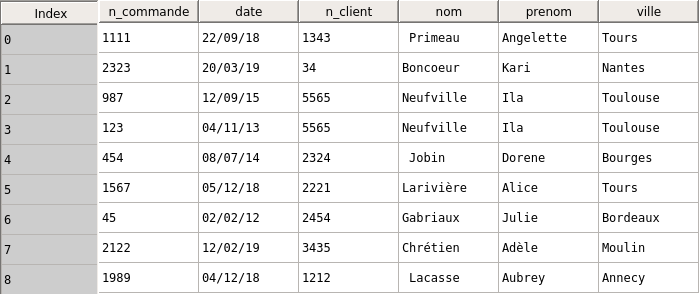 Index n_commande date n_client nom prenom ville
0 1111 22/09/18 1343 Primeau Angelette Tours
1 2323 20/03/19 34 Boncoeur Kari Nantes
2 987 12/09/15 5565 Neufville Ila Toulouse
3 123 04/11/13 5565 Neufville Ila Toulouse
4 454 08/07/14 2324 Jobin Dorene Bourges
5 1567 05/12/18 2221 Larivière Alice Tours
6 45 02/02/12 2454 Gabriaux Julie Bordeaux
7 2122 12/02/19 3435 Chrétien Adèle Moulin
8 1989 04/12/18 1212 Lacasse Aubrey Annecy